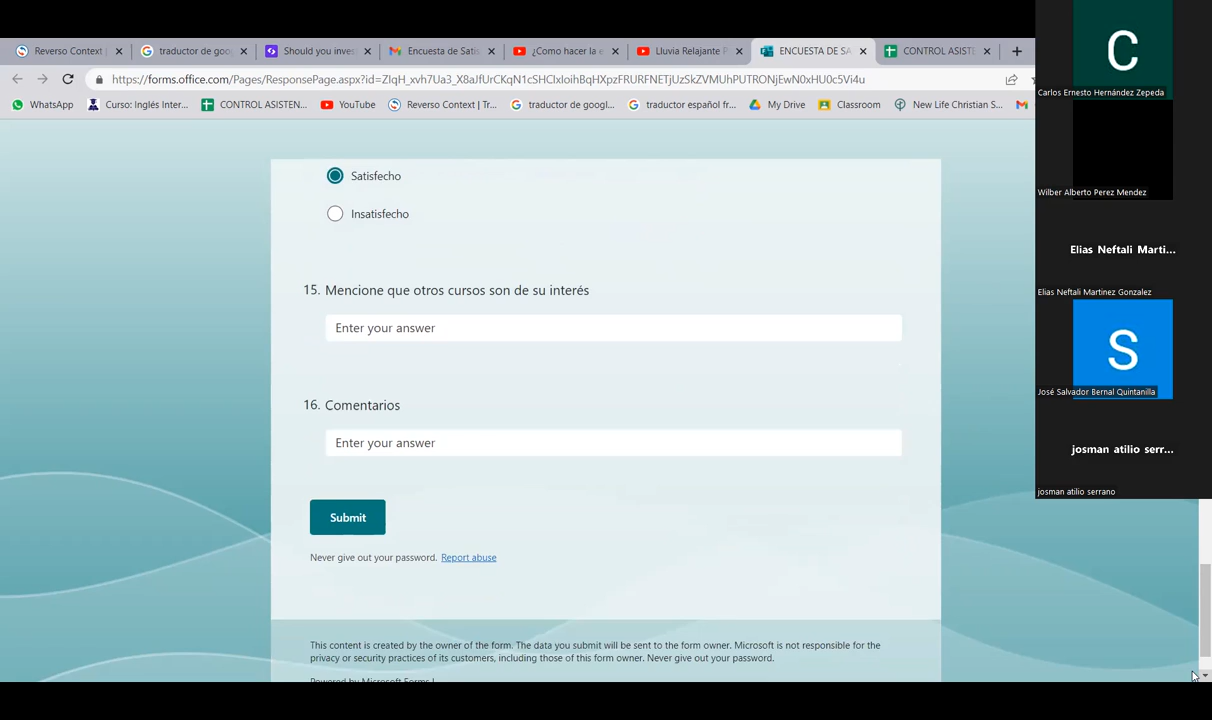 Reverso Context |
traductor de goo
Should you inves
Encuesta de Satis
¿Como hacer la e
Lluvia Relajante P
ENCUESTA DE SA
CONTROL ASISTE
https://forms.office.com/Pages/ResponsePage.aspx?id=
WhatsApp
Curso: Inglés Inter...
CONTROL ASISTEN...
YouTube
Reverso Context | Tr...
traductor de googl...
traductor español fr...
My Drive
Classroom
New Life Christian S...
Satisfecho
Insatisfecho
15. Mencione que otros cursos son de su interés
Enter your answer
16. Comentarios
Enter your answer
Submit
Never give out your password. Report abuse
This content is created by the owner of the form. The data you submit will be sent to the form owner. Microsoft is not responsible for the
privacy or security practices of its customers, including those of this form owner. Never give out your password.
Powered by Microsoft Forms |
C
Carlos Ernesto Hernández Zepeda
Wilber Alberto Perez Mendez
Elias Neftali Marti...
Elias Neftali Martinez Gonzalez
S
José Salvador Bernal Quintanilla
josman atilio serr...
josman atilio serrano